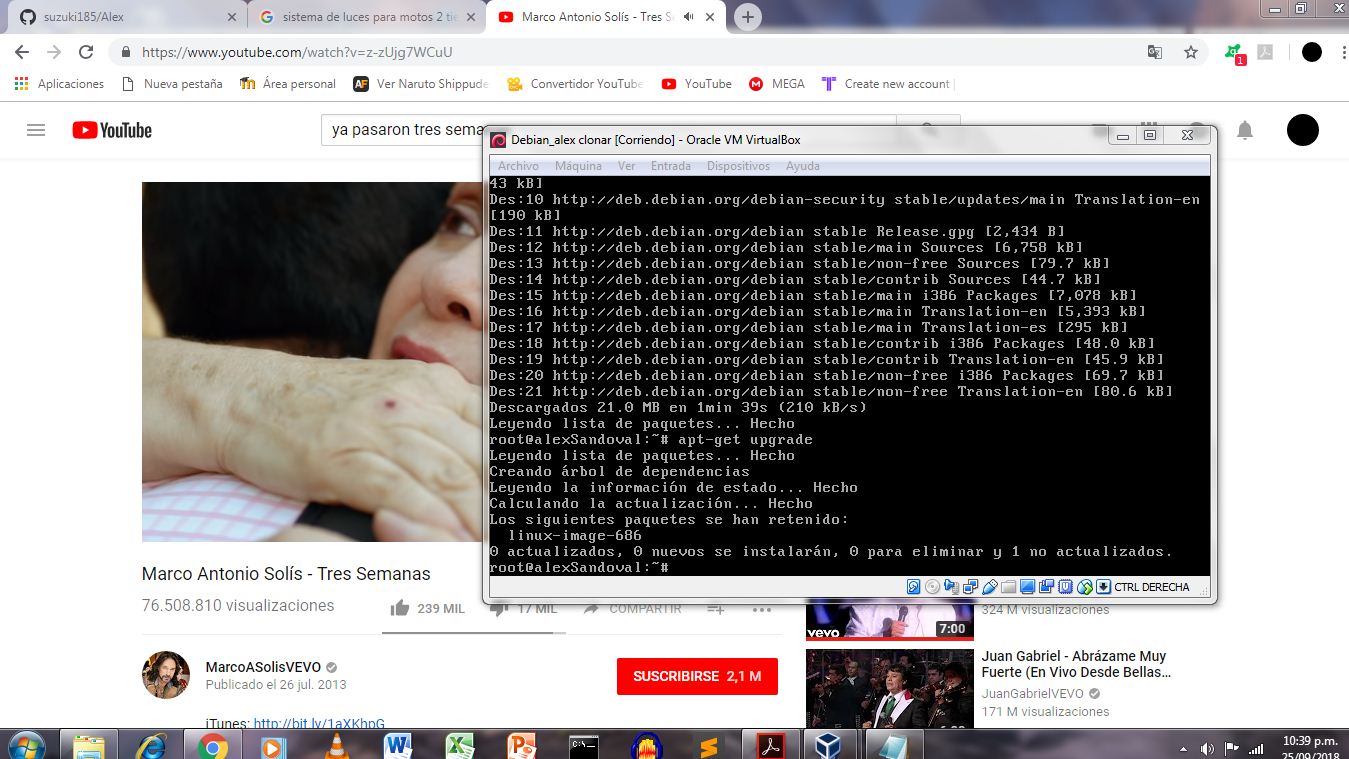 suzuki185/Alex
sistema de luces para motos 2 tie
Marco Antonio Solís - Tres S
https://www.youtube.com/watch?v=z-zUjg7WCuU
1
Aplicaciones
Nueva pestaña
Área personal
Ver Naruto Shippude
Convertidor YouTube
YouTube
MEGA
Create new account |
YouTube
ya pasaron tres sema
Debian_alex clonar [Corriendo] - Oracle VM VirtualBox
Archivo Máquina Ver Entrada Dispositivos Ayuda
43 kB]
Des:10 http://deb.debian.org/debian-security stable/updates/main Translation-en
[190 kB]
Des:11 http://deb.debian.org/debian stable Release.gpg [2,434 B]
Des:12 http://deb.debian.org/debian stable/main Sources [6,758 kB]
Des:13 http://deb.debian.org/debian stable/non-free Sources [79.7 kB]
Des:14 http://deb.debian.org/debian stable/contrib Sources [44.7 kB]
Des:15 http://deb.debian.org/debian stable/main i386 Packages [7,078 kB]
Des:16 http://deb.debian.org/debian stable/main Translation-en [5,393 kB]
Des:17 http://deb.debian.org/debian stable/main Translation-es [295 kB]
Des:18 http://deb.debian.org/debian stable/contrib i386 Packages [48.0 kB]
Des:19 http://deb.debian.org/debian stable/contrib Translation-en [45.9 kB]
Des:20 http://deb.debian.org/debian stable/non-free i386 Packages [69.7 kB]
Des:21 http://deb.debian.org/debian stable/non-free Translation-en [80.6 kB]
Descargados 21.0 MB en 1min 39s (210 kB/s)
Leyendo lista de paquetes... Hecho
root@alexSandoval:~# apt-get upgrade
Leyendo lista de paquetes... Hecho
Creando árbol de dependencias
Leyendo la información de estado... Hecho
Calculando la actualización... Hecho
Los siguientes paquetes se han retenido:
linux-image-686
0 actualizados, 0 nuevos se instalarán, 0 para eliminar y 1 no actualizados.
root@alexSandoval:~#
CTRL DERECHA
Marco Antonio Solís - Tres Semanas
76.508.810 visualizaciones
239 MIL
17 MIL
COMPARTIR
MarcoASolisVEVO
Publicado el 26 jul. 2013
SUSCRIBIRSE 2,1 M
iTunes: http://bit.ly/1aXKhpG
vevo
7:00
324 M visualizaciones
Juan Gabriel - Abrázame Muy
Fuerte (En Vivo Desde Bellas...
JuanGabrielVEVO
171 M visualizaciones
10:39 p.m.
25/09/2018